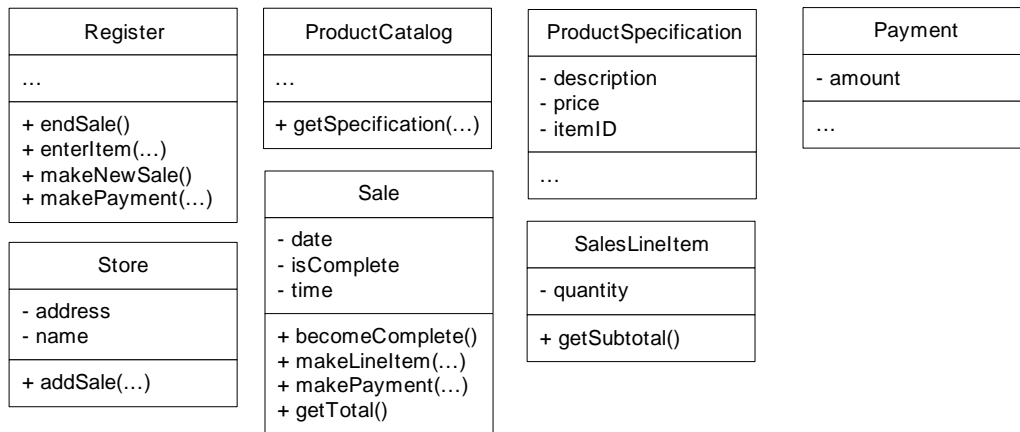 Register
…
+ endSale()
+ enterItem(…)
+ makeNewSale()
+ makePayment(…)
ProductCatalog
…
+ getSpecification(…)
ProductSpecification
- description
- price
- itemID
…
Payment
- amount
…
Store
- address
- name
+ addSale(…)
Sale
- date
- isComplete
- time
+ becomeComplete()
+ makeLineItem(…)
+ makePayment(…)
+ getTotal()
SalesLineItem
- quantity
+ getSubtotal()